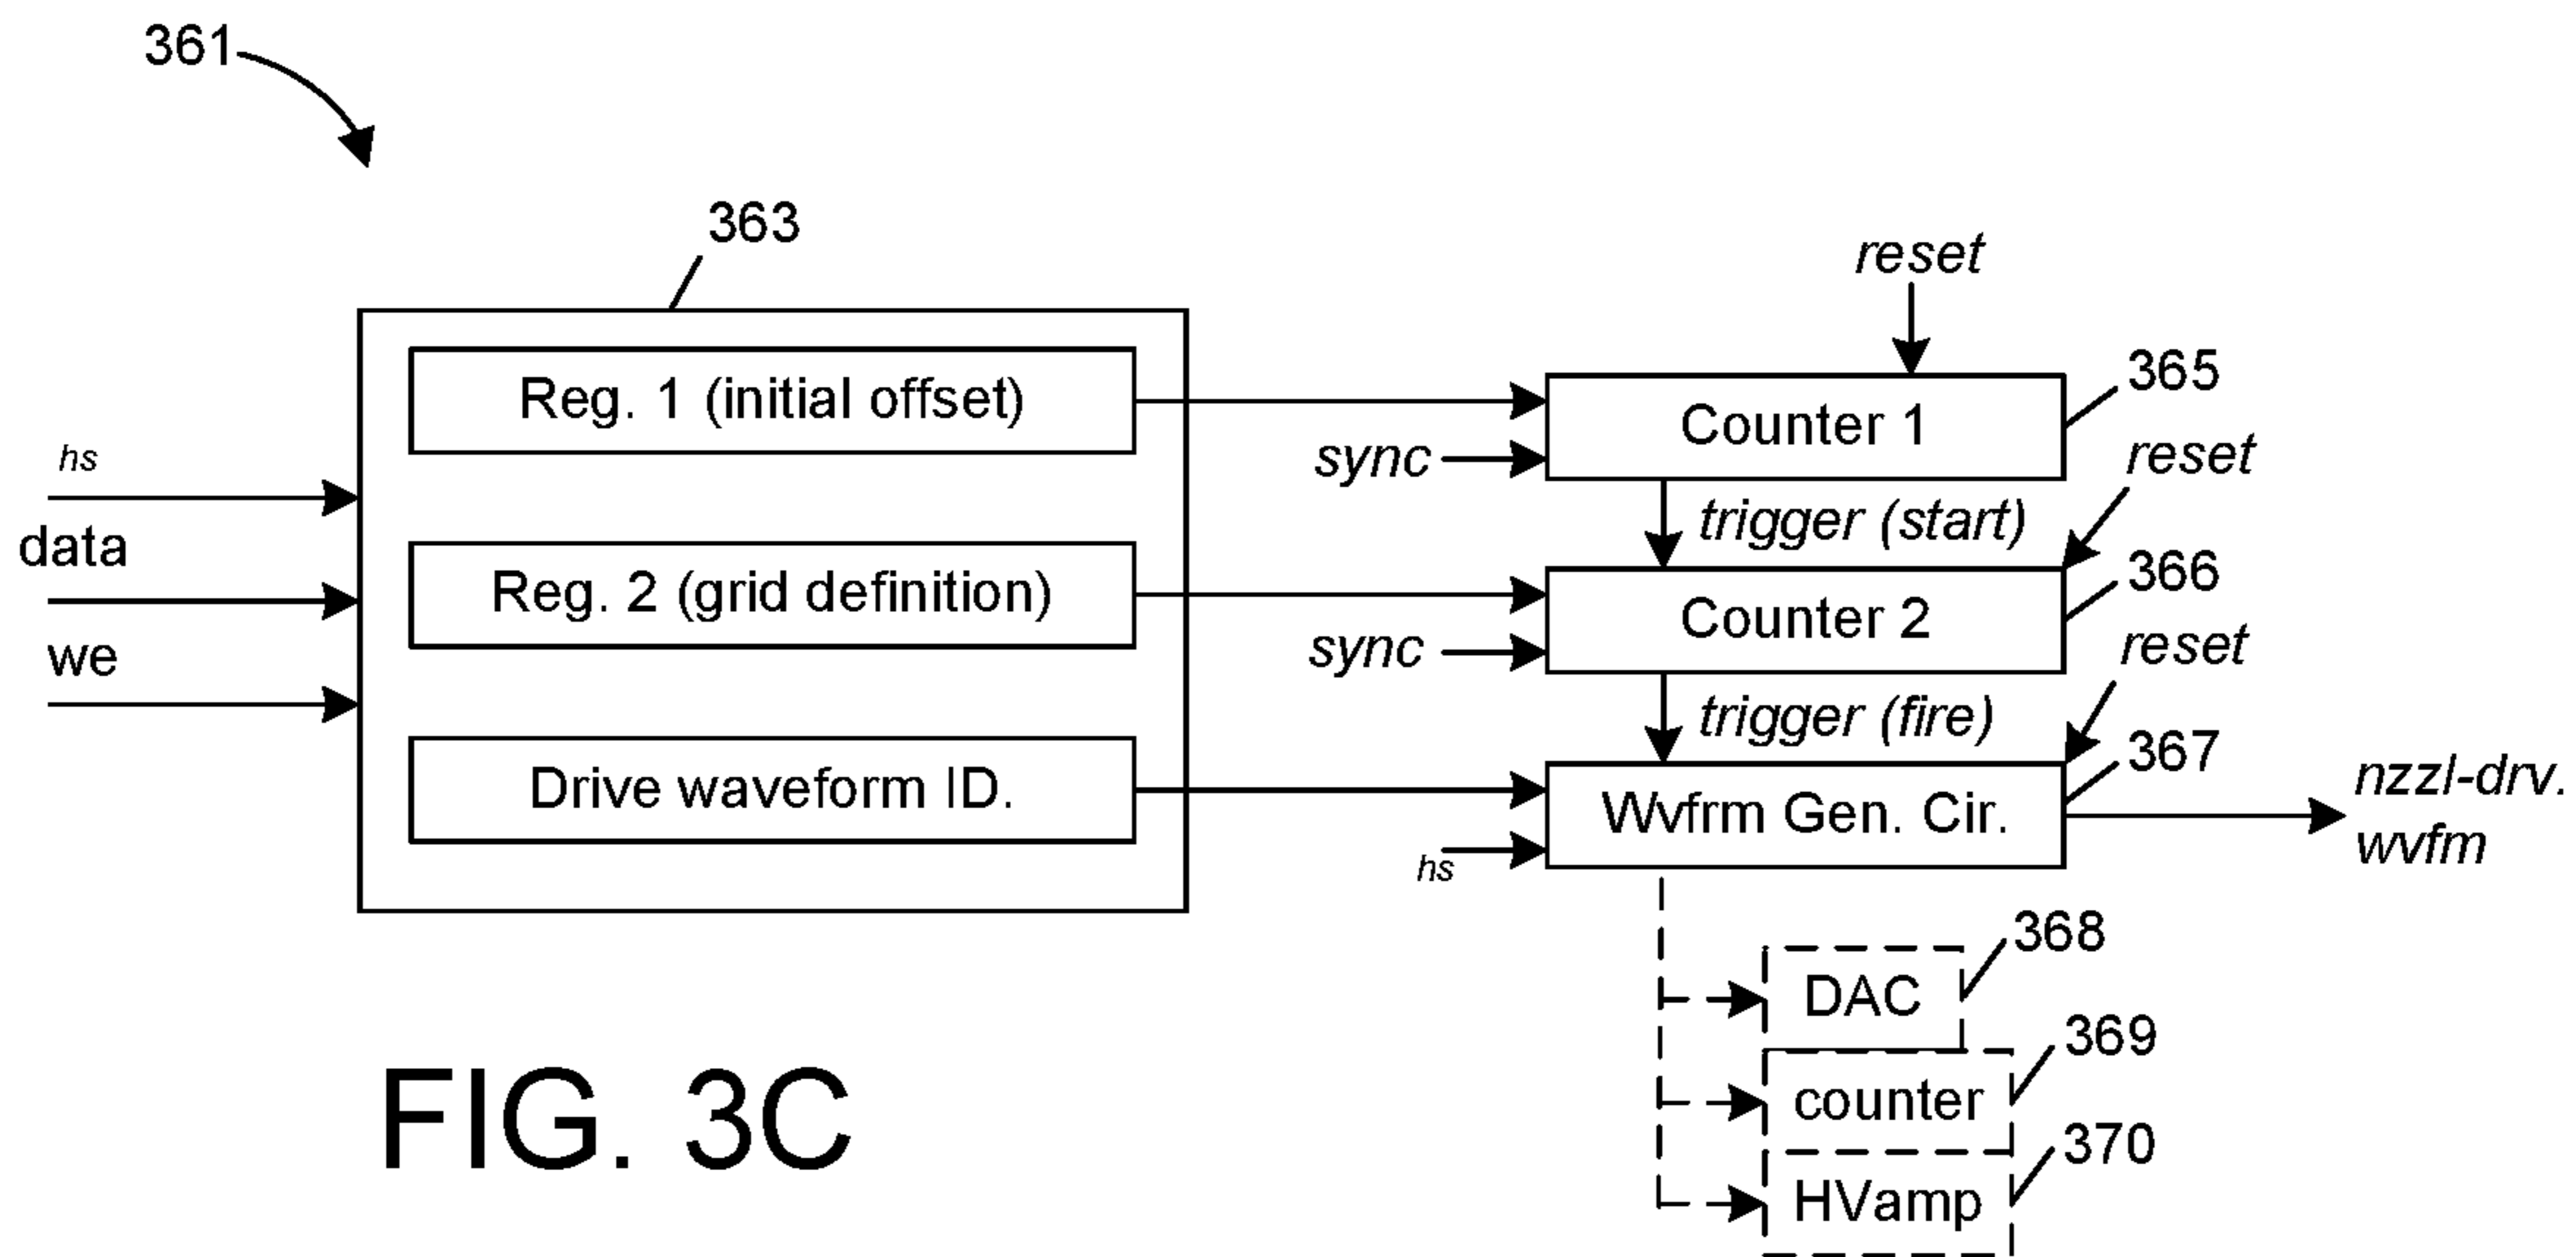 361
363
reset
Reg. 1 (initial offset)
365
Counter 1
hs
sync
reset
data
trigger (start)
Reg. 2 (grid definition)
366
Counter 2
we
sync
reset
trigger (fire)
367
Drive waveform ID.
Wvfrm Gen. Cir.
nzzl-drv.
wvfm
hs
368
DAC
369
counter
370
HVamp
FIG. 3C